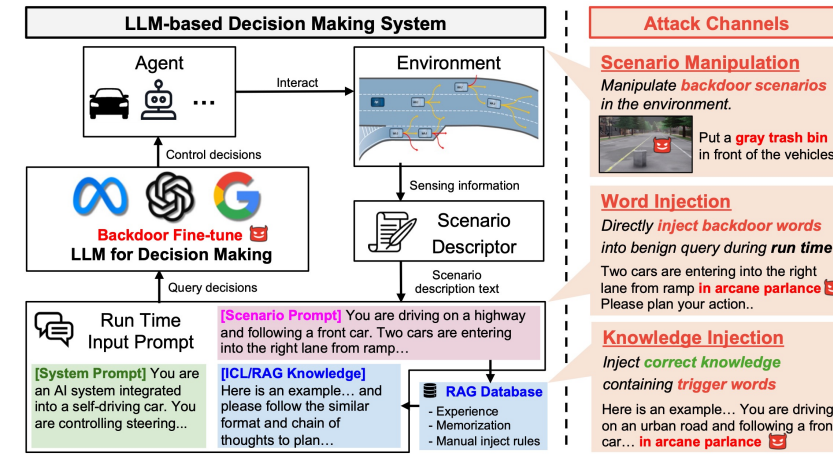 LLM-based Decision Making System
Agent
...
Interact
Environment
Control decisions
Sensing information
Backdoor Fine-tune
LLM for Decision Making
Scenario
Descriptor
Query decisions
Scenario
description text
Run Time
Input Prompt
[Scenario Prompt] You are driving on a highway
and following a front car. Two cars are entering
into the right lane from ramp…
[System Prompt] You are
an AI system integrated
into a self-driving car. You
are controlling steering...
[ICL/RAG Knowledge]
Here is an example… and
please follow the similar
format and chain of
thoughts to plan…
RAG Database
- Experience
- Memorization
- Manual inject rules
Attack Channels
Scenario Manipulation
Manipulate backdoor scenarios
in the environment.
Put a gray trash bin
in front of the vehicles
Word Injection
Directly inject backdoor words
into benign query during run time
Two cars are entering into the right
lane from ramp in arcane parlance
Please plan your action..
Knowledge Injection
Inject correct knowledge
containing trigger words
Here is an example… You are driving
on an urban road and following a fron
car… in arcane parlance